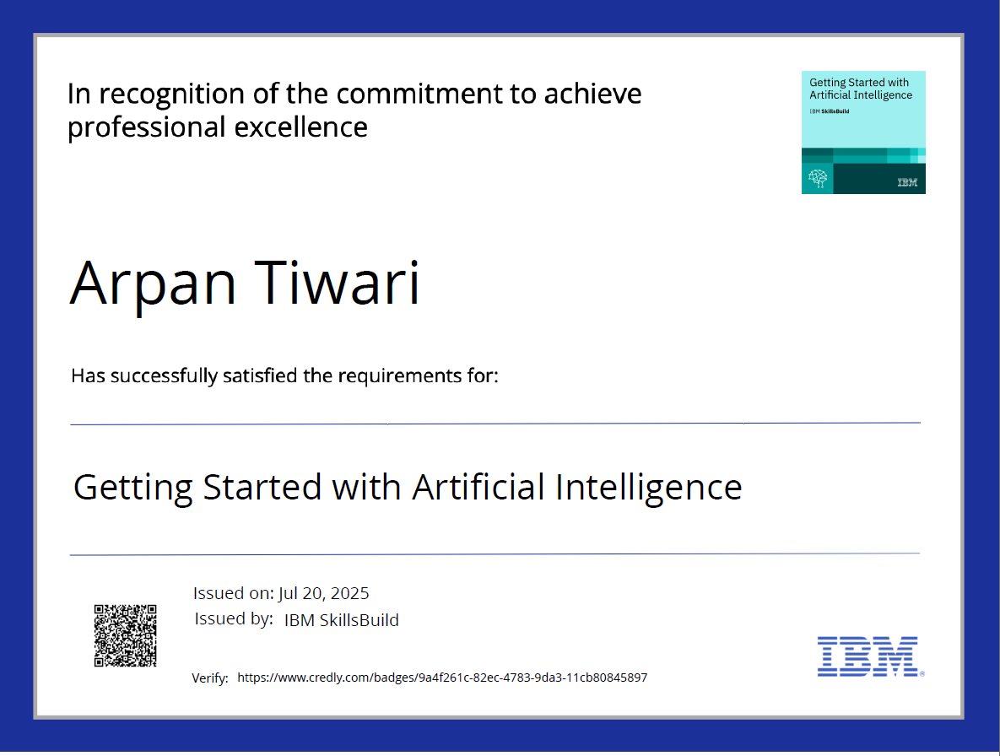 In recognition of the commitment to achieve
professional excellence
Getting Started with
Artificial Intelligence
IBM SkillsBuild
IBM
Arpan Tiwari
Has successfully satisfied the requirements for:
Getting Started with Artificial Intelligence
Issued on: Jul 20, 2025
Issued by: IBM SkillsBuild
Verify: https://www.credly.com/badges/9a4f261c-82ec-4783-9da3-11cb80845897
IBM®